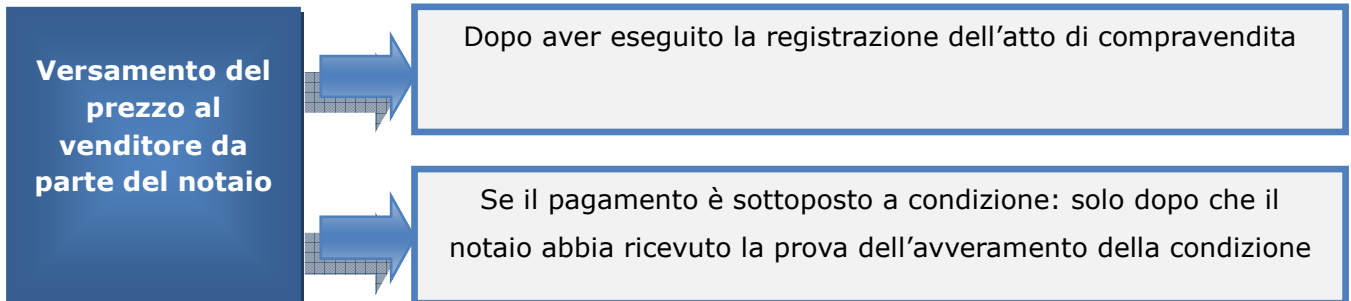 Versamento del
prezzo al
venditore da
parte del notaio
Dopo aver eseguito la registrazione dell’atto di compravendita
Se il pagamento è sottoposto a condizione: solo dopo che il
notaio abbia ricevuto la prova dell’avveramento della condizione